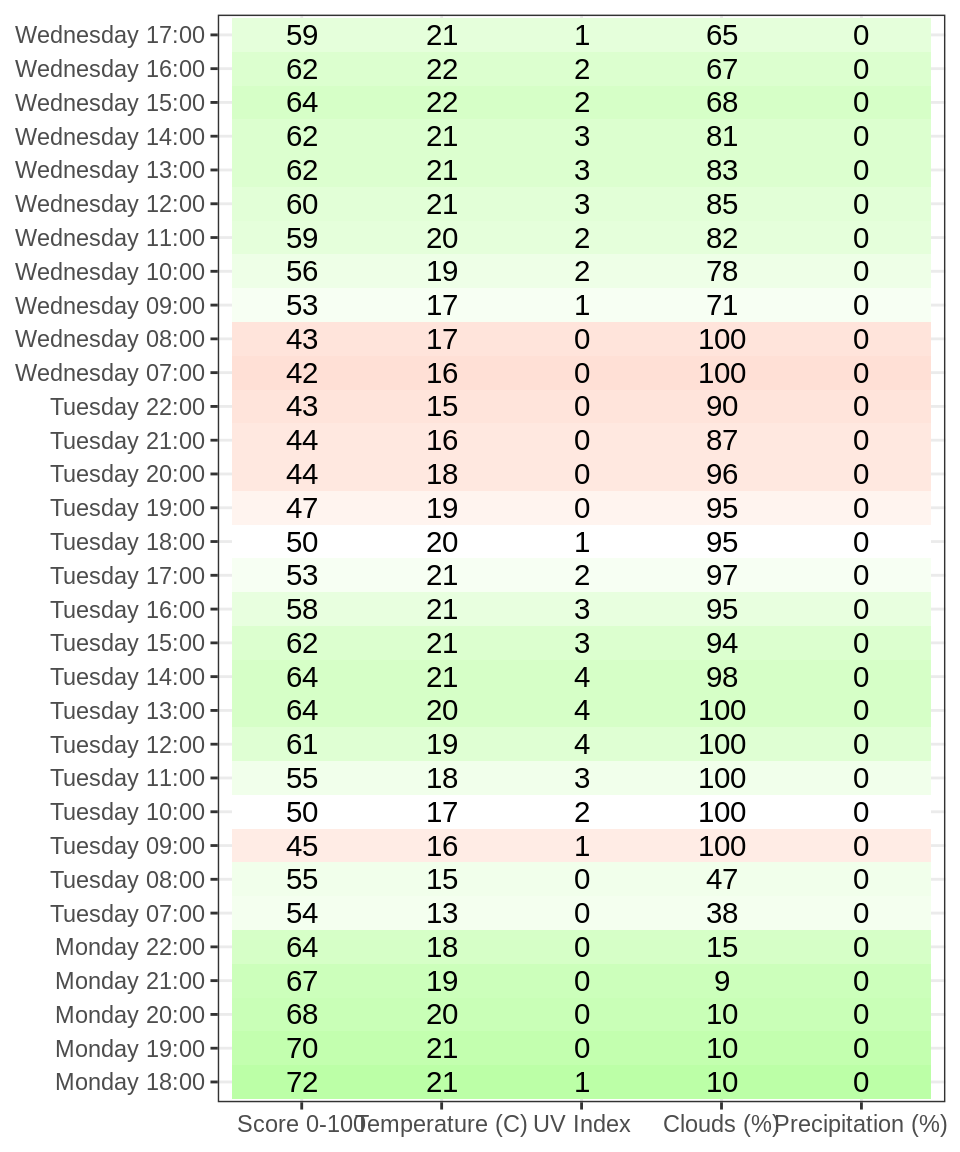 Wednesday 17:00 59 21 1 65 0
Wednesday 16:00 62 22 2 67 0
Wednesday 15:00 64 22 2 68 0
Wednesday 14:00 62 21 3 81 0
Wednesday 13:00 62 21 3 83 0
Wednesday 12:00 60 21 3 85 0
Wednesday 11:00 59 20 2 82 0
Wednesday 10:00 56 19 2 78 0
Wednesday 09:00 53 17 1 71 0
Wednesday 08:00 43 17 0 100 0
Wednesday 07:00 42 16 0 100 0
Tuesday 22:00 43 15 0 90 0
Tuesday 21:00 44 16 0 87 0
Tuesday 20:00 44 18 0 96 0
Tuesday 19:00 47 19 0 95 0
Tuesday 18:00 50 20 1 95 0
Tuesday 17:00 53 21 2 97 0
Tuesday 16:00 58 21 3 95 0
Tuesday 15:00 62 21 3 94 0
Tuesday 14:00 64 21 4 98 0
Tuesday 13:00 64 20 4 100 0
Tuesday 12:00 61 19 4 100 0
Tuesday 11:00 55 18 3 100 0
Tuesday 10:00 50 17 2 100 0
Tuesday 09:00 45 16 1 100 0
Tuesday 08:00 55 15 0 47 0
Tuesday 07:00 54 13 0 38 0
Monday 22:00 64 18 0 15 0
Monday 21:00 67 19 0 9 0
Monday 20:00 68 20 0 10 0
Monday 19:00 70 21 0 10 0
Monday 18:00 72 21 1 10 0
Score 0-100 Temperature (C) UV Index Clouds (%) Precipitation (%)